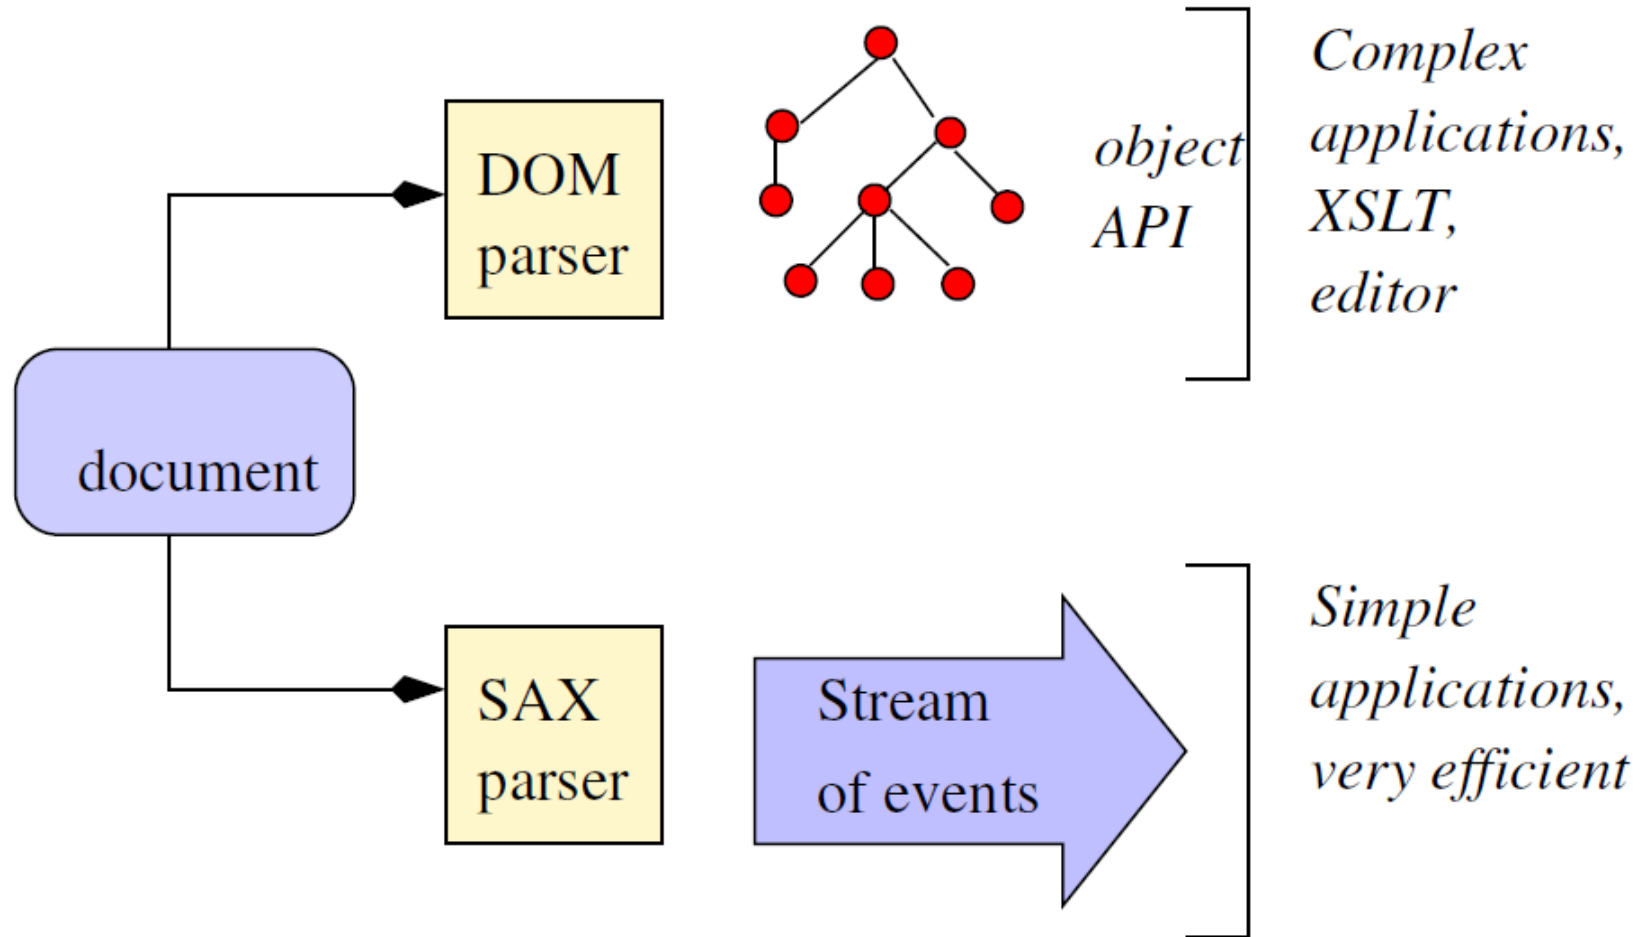 DOM
parser
object
API
Complex
applications,
XSLT,
editor
document
SAX
parser
Stream
of events
Simple
applications,
very efficient